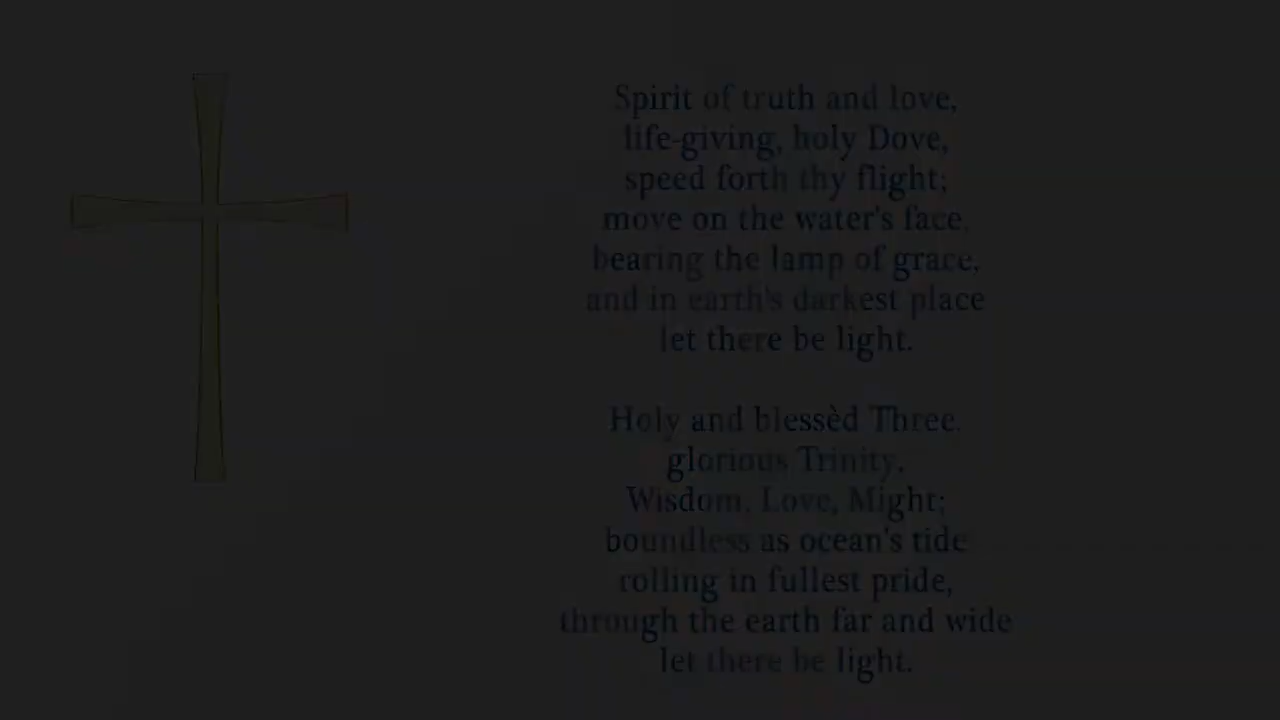 Spirit of truth and love,
life-giving, holy Dove,
speed forth thy flight;
move on the water's face,
bearing the lamp of grace,
and in earth's darkest place
let there be light.
Holy and blessèd Three,
glorious Trinity,
Wisdom, Love, Might;
boundless as ocean's tide
rolling in fullest pride,
through the earth far and wide
let there be light.